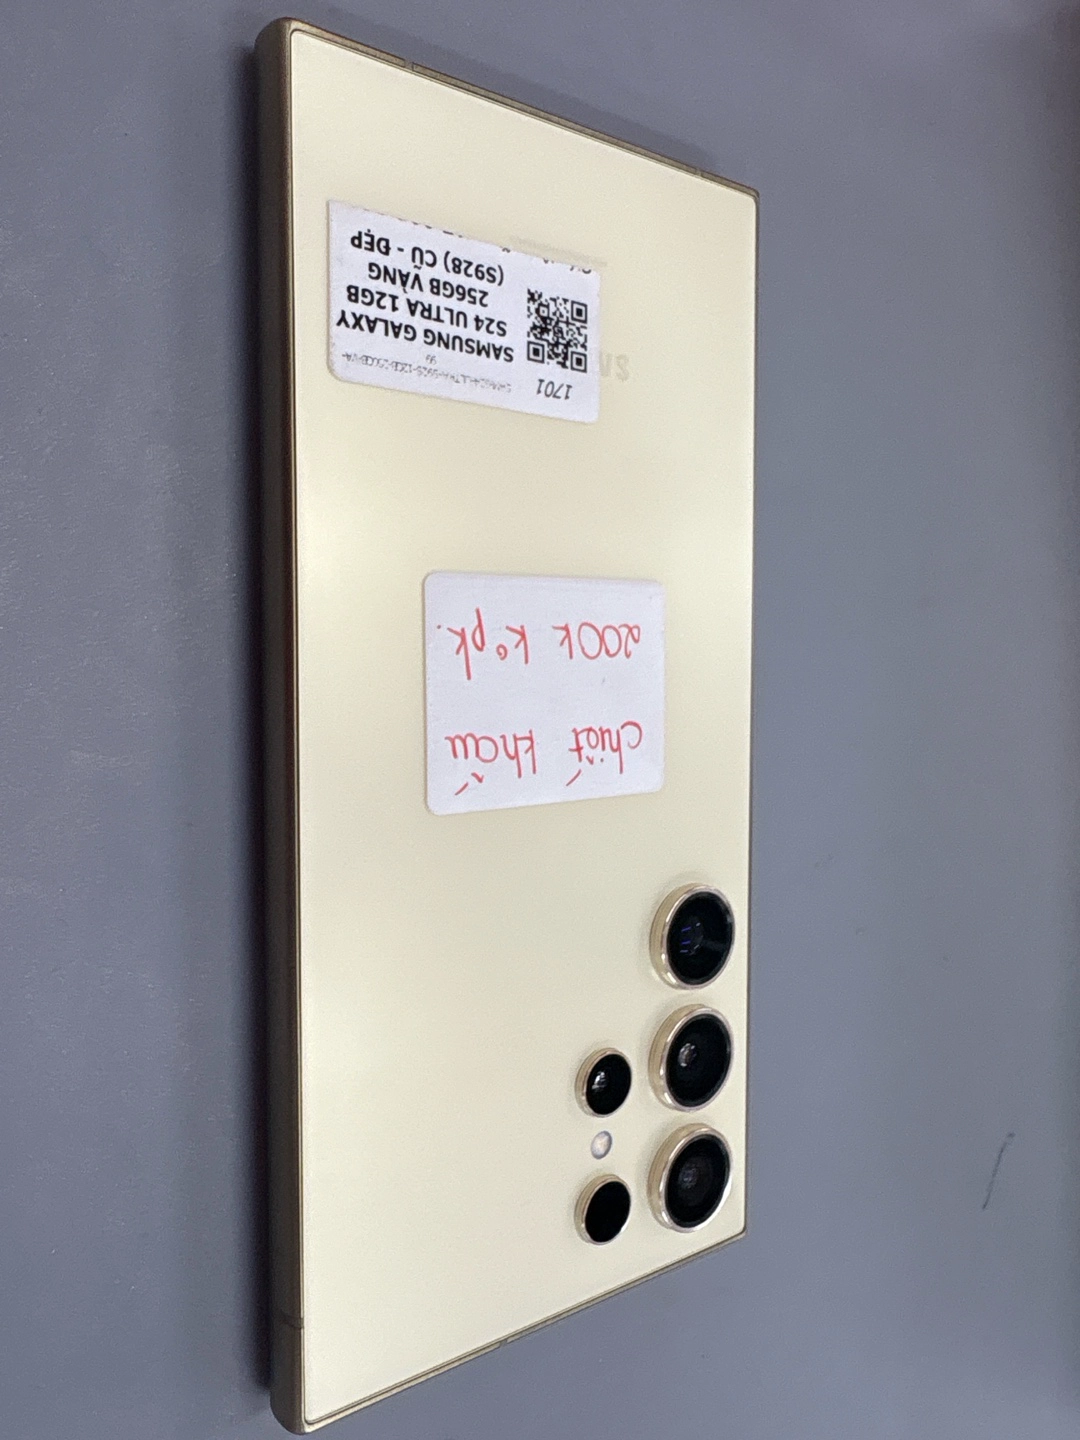 1701
SAMSUNG GALAXY
S24 ULTRA 12GB
256GB VÀNG
(S928) CŨ - ĐẸP
chiết khấu
200k k° pk.